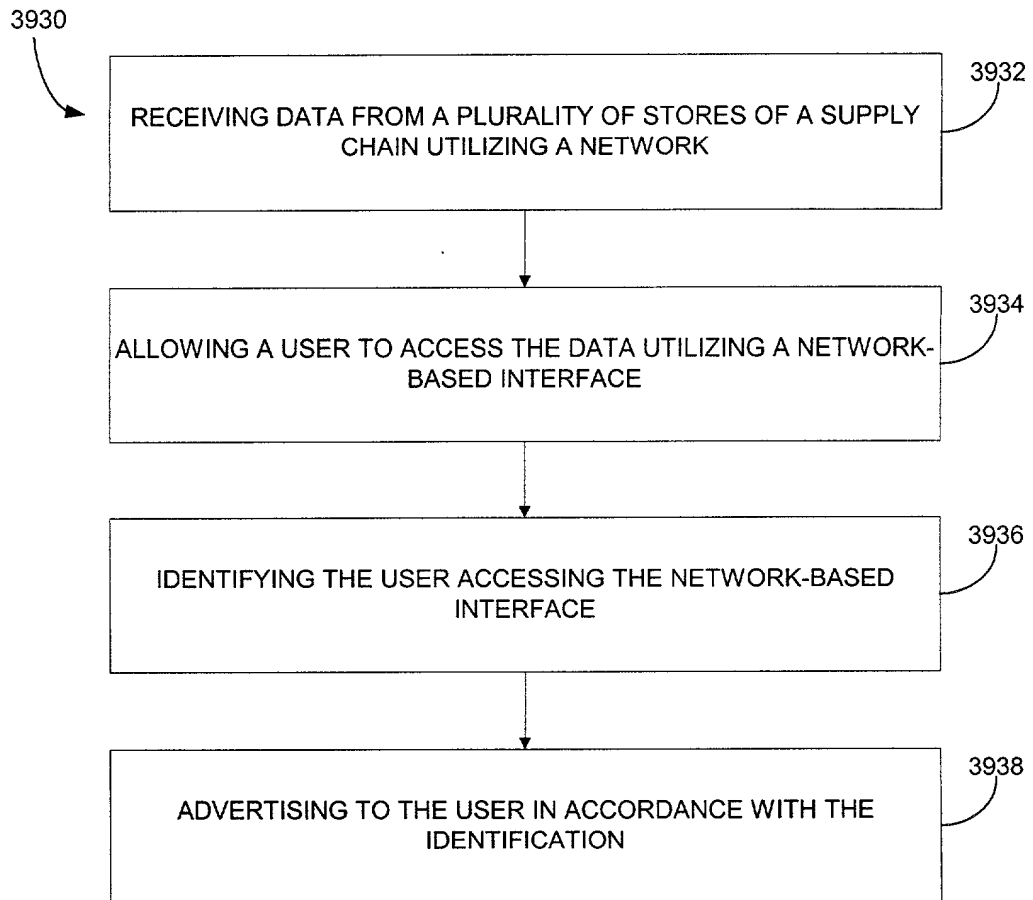 3930
3932
RECEIVING DATA FROM A PLURALITY OF STORES OF A SUPPLY
CHAIN UTILIZING A NETWORK
3934
ALLOWING A USER TO ACCESS THE DATA UTILIZING A NETWORK-
BASED INTERFACE
3936
IDENTIFYING THE USER ACCESSING THE NETWORK-BASED
INTERFACE
3938
ADVERTISING TO THE USER IN ACCORDANCE WITH THE
IDENTIFICATION